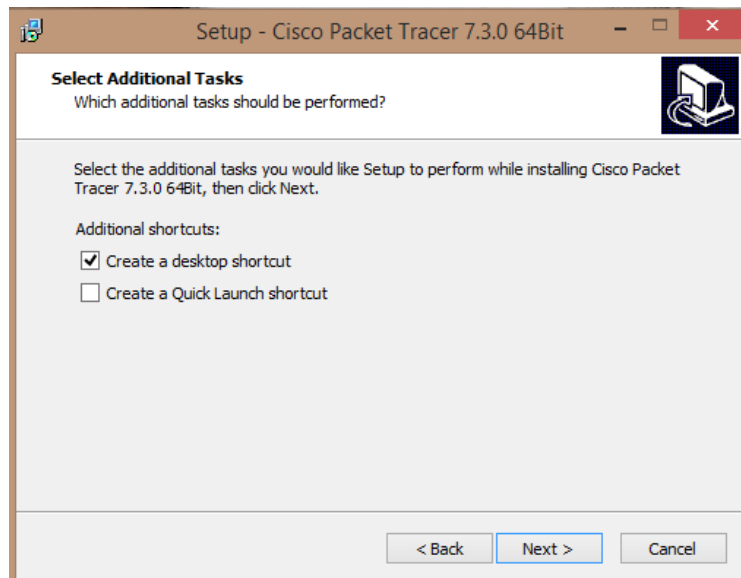 Setup - Cisco Packet Tracer 7.3.0 64Bit
Select Additional Tasks
Which additional tasks should be performed?
Select the additional tasks you would like Setup to perform while installing Cisco Packet
Tracer 7.3.0 64Bit, then click Next.
Additional shortcuts:
Create a desktop shortcut
Create a Quick Launch shortcut
< Back Next > Cancel